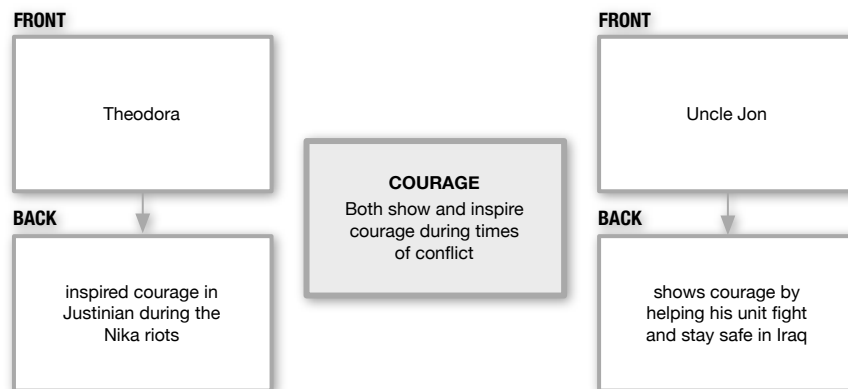 FRONT
Theodora
BACK
inspired courage in
Justinian during the
Nika riots
COURAGE
Both show and inspire
courage during times
of conflict
FRONT
Uncle Jon
BACK
shows courage by
helping his unit fight
and stay safe in Iraq